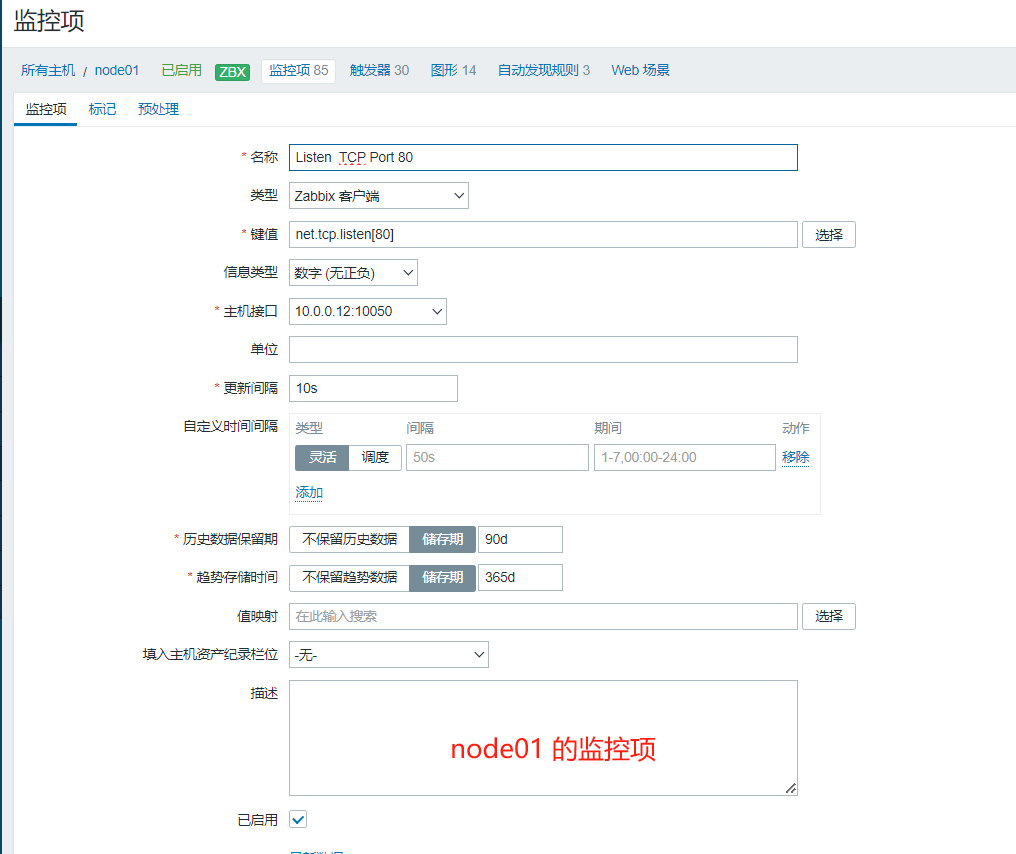 监控项
所有主机 / node01 已启用 ZBX 监控项 85 触发器 30 图形 14 自动发现规则 3 Web 场景
监控项 标记 预处理
* 名称 Listen TCP Port 80
类型 Zabbix 客户端
* 键值 net.tcp.listen[80] 选择
信息类型 数字 (无正负)
* 主机接口 10.0.0.12:10050
单位
* 更新间隔 10s
自定义时间间隔 类型 间隔 期间 动作
灵活 调度 50s 1-7,00:00-24:00 移除
添加
* 历史数据保留期 不保留历史数据 储存期 90d
* 趋势存储时间 不保留趋势数据 储存期 365d
值映射 在此输入搜索 选择
填入主机资产纪录栏位 -无-
描述
node01 的监控项
已启用